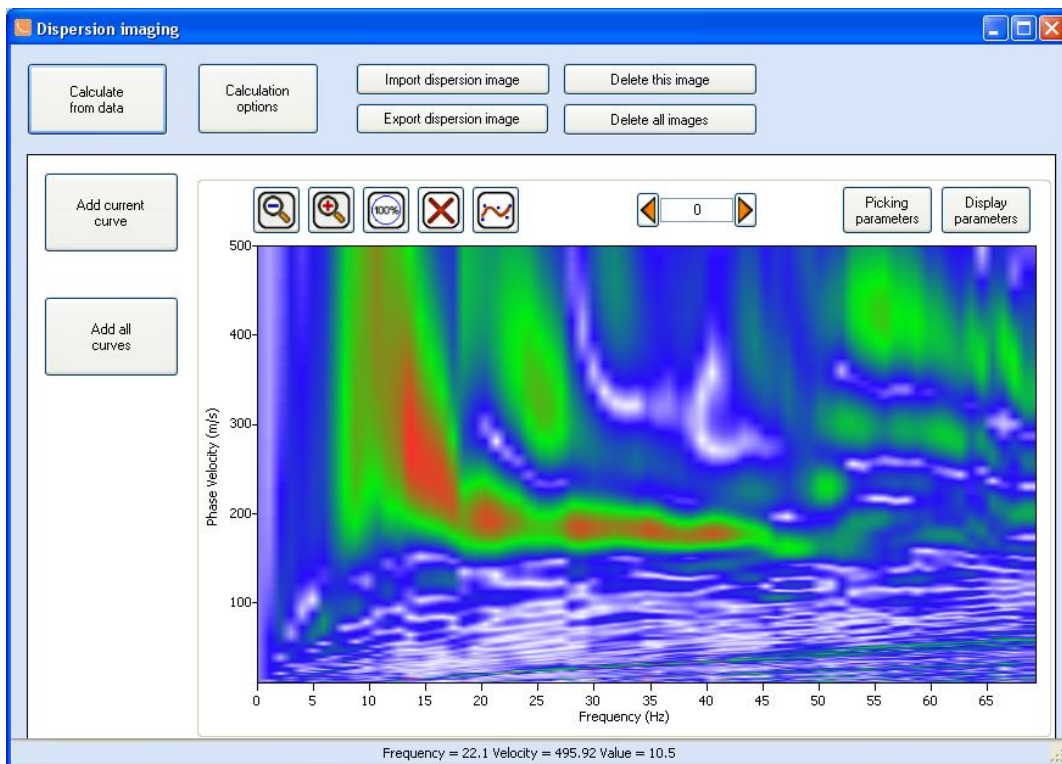 Dispersion imaging
Calculate
from data
Calculation
options
Import dispersion image
Export dispersion image
Delete this image
Delete all images
Add current
curve
Add all
curves
100%
0
Picking
parameters
Display
parameters
500
400
300
200
100
Phase Velocity (m/s)
0 5 10 15 20 25 30 35 40 45 50 55 60 65
Frequency (Hz)
Frequency = 22.1 Velocity = 495.92 Value = 10.5